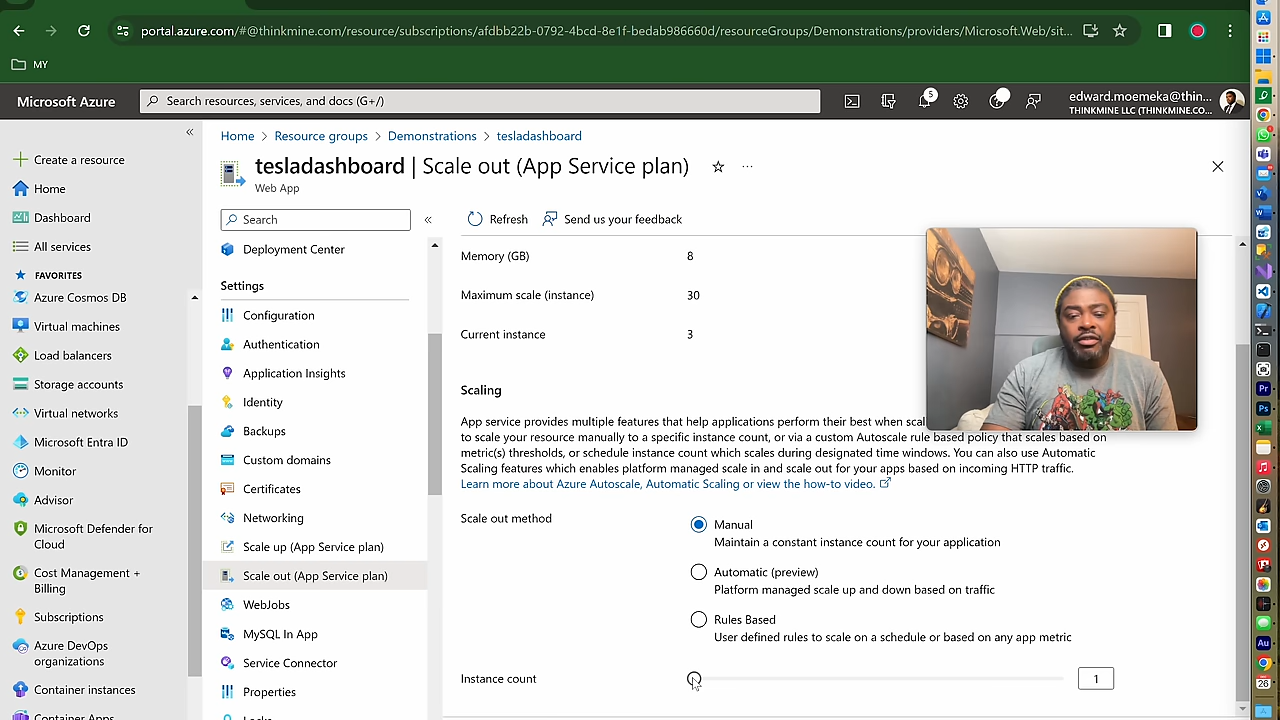 portal.azure.com/#@thinkmine.com/resource/subscriptions/afdbb22b-0792-4bcd-8e1f-bedab986660d/resourceGroups/Demonstrations/providers/Microsoft.Web/sit...
MY
Microsoft Azure
Search resources, services, and docs (G+/)
5
edward.moemeka@thin...
THINKMINE LLC (THINKMINE.CO...
Home > Resource groups > Demonstrations > tesladashboard
tesladashboard | Scale out (App Service plan)
Web App
Create a resource
Home
Dashboard
All services
FAVORITES
Azure Cosmos DB
Virtual machines
Load balancers
Storage accounts
Virtual networks
Microsoft Entra ID
Monitor
Advisor
Microsoft Defender for
Cloud
Cost Management +
Billing
Subscriptions
Azure DevOps
organizations
Container instances
Container Apps
Search
Deployment Center
Settings
Configuration
Authentication
Application Insights
Identity
Backups
Custom domains
Certificates
Networking
Scale up (App Service plan)
Scale out (App Service plan)
WebJobs
MySQL In App
Service Connector
Properties
Locks
Refresh
Send us your feedback
Memory (GB) 8
Maximum scale (instance) 30
Current instance 3
Scaling
App service provides multiple features that help applications perform their best when scal
to scale your resource manually to a specific instance count, or via a custom Autoscale rule based policy that scales based on
metric(s) thresholds, or schedule instance count which scales during designated time windows. You can also use Automatic
Scaling features which enables platform managed scale in and scale out for your apps based on incoming HTTP traffic.
Learn more about Azure Autoscale, Automatic Scaling or view the how-to video.
Scale out method
Manual
Maintain a constant instance count for your application
Automatic (preview)
Platform managed scale up and down based on traffic
Rules Based
User defined rules to scale on a schedule or based on any app metric
Instance count 1
Pr
Ps
Au
26